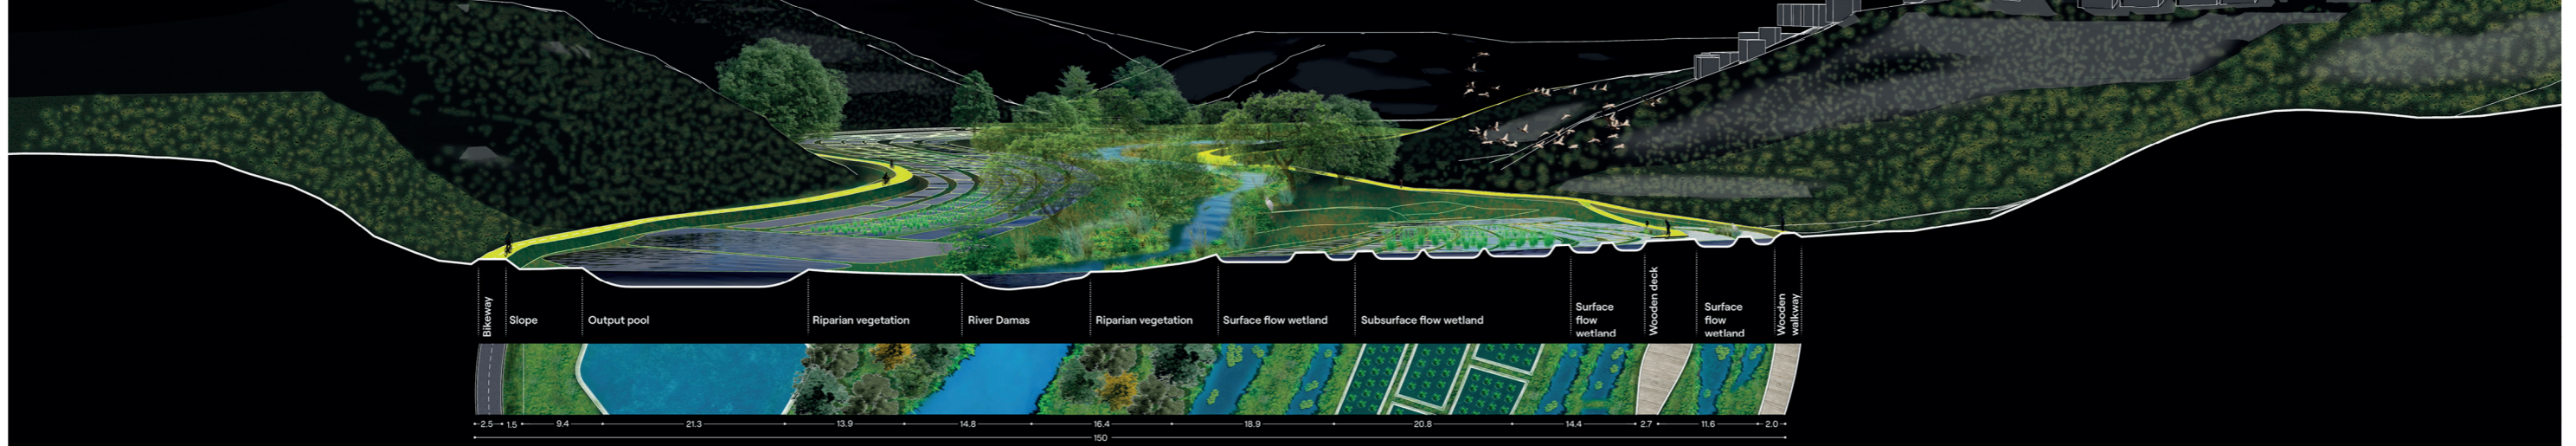 Bikeway
Slope
Output pool
Riparian vegetation
River Damas
Riparian vegetation
Surface flow wetland
Subsurface flow wetland
Surface
flow
wetland
Wooden deck
Surface
flow
wetland
Wooden
walkway
2.5 1.5 9.4 21.3 13.9 14.8 16.4 18.9 20.8 14.4 2.7 11.6 2.0
150